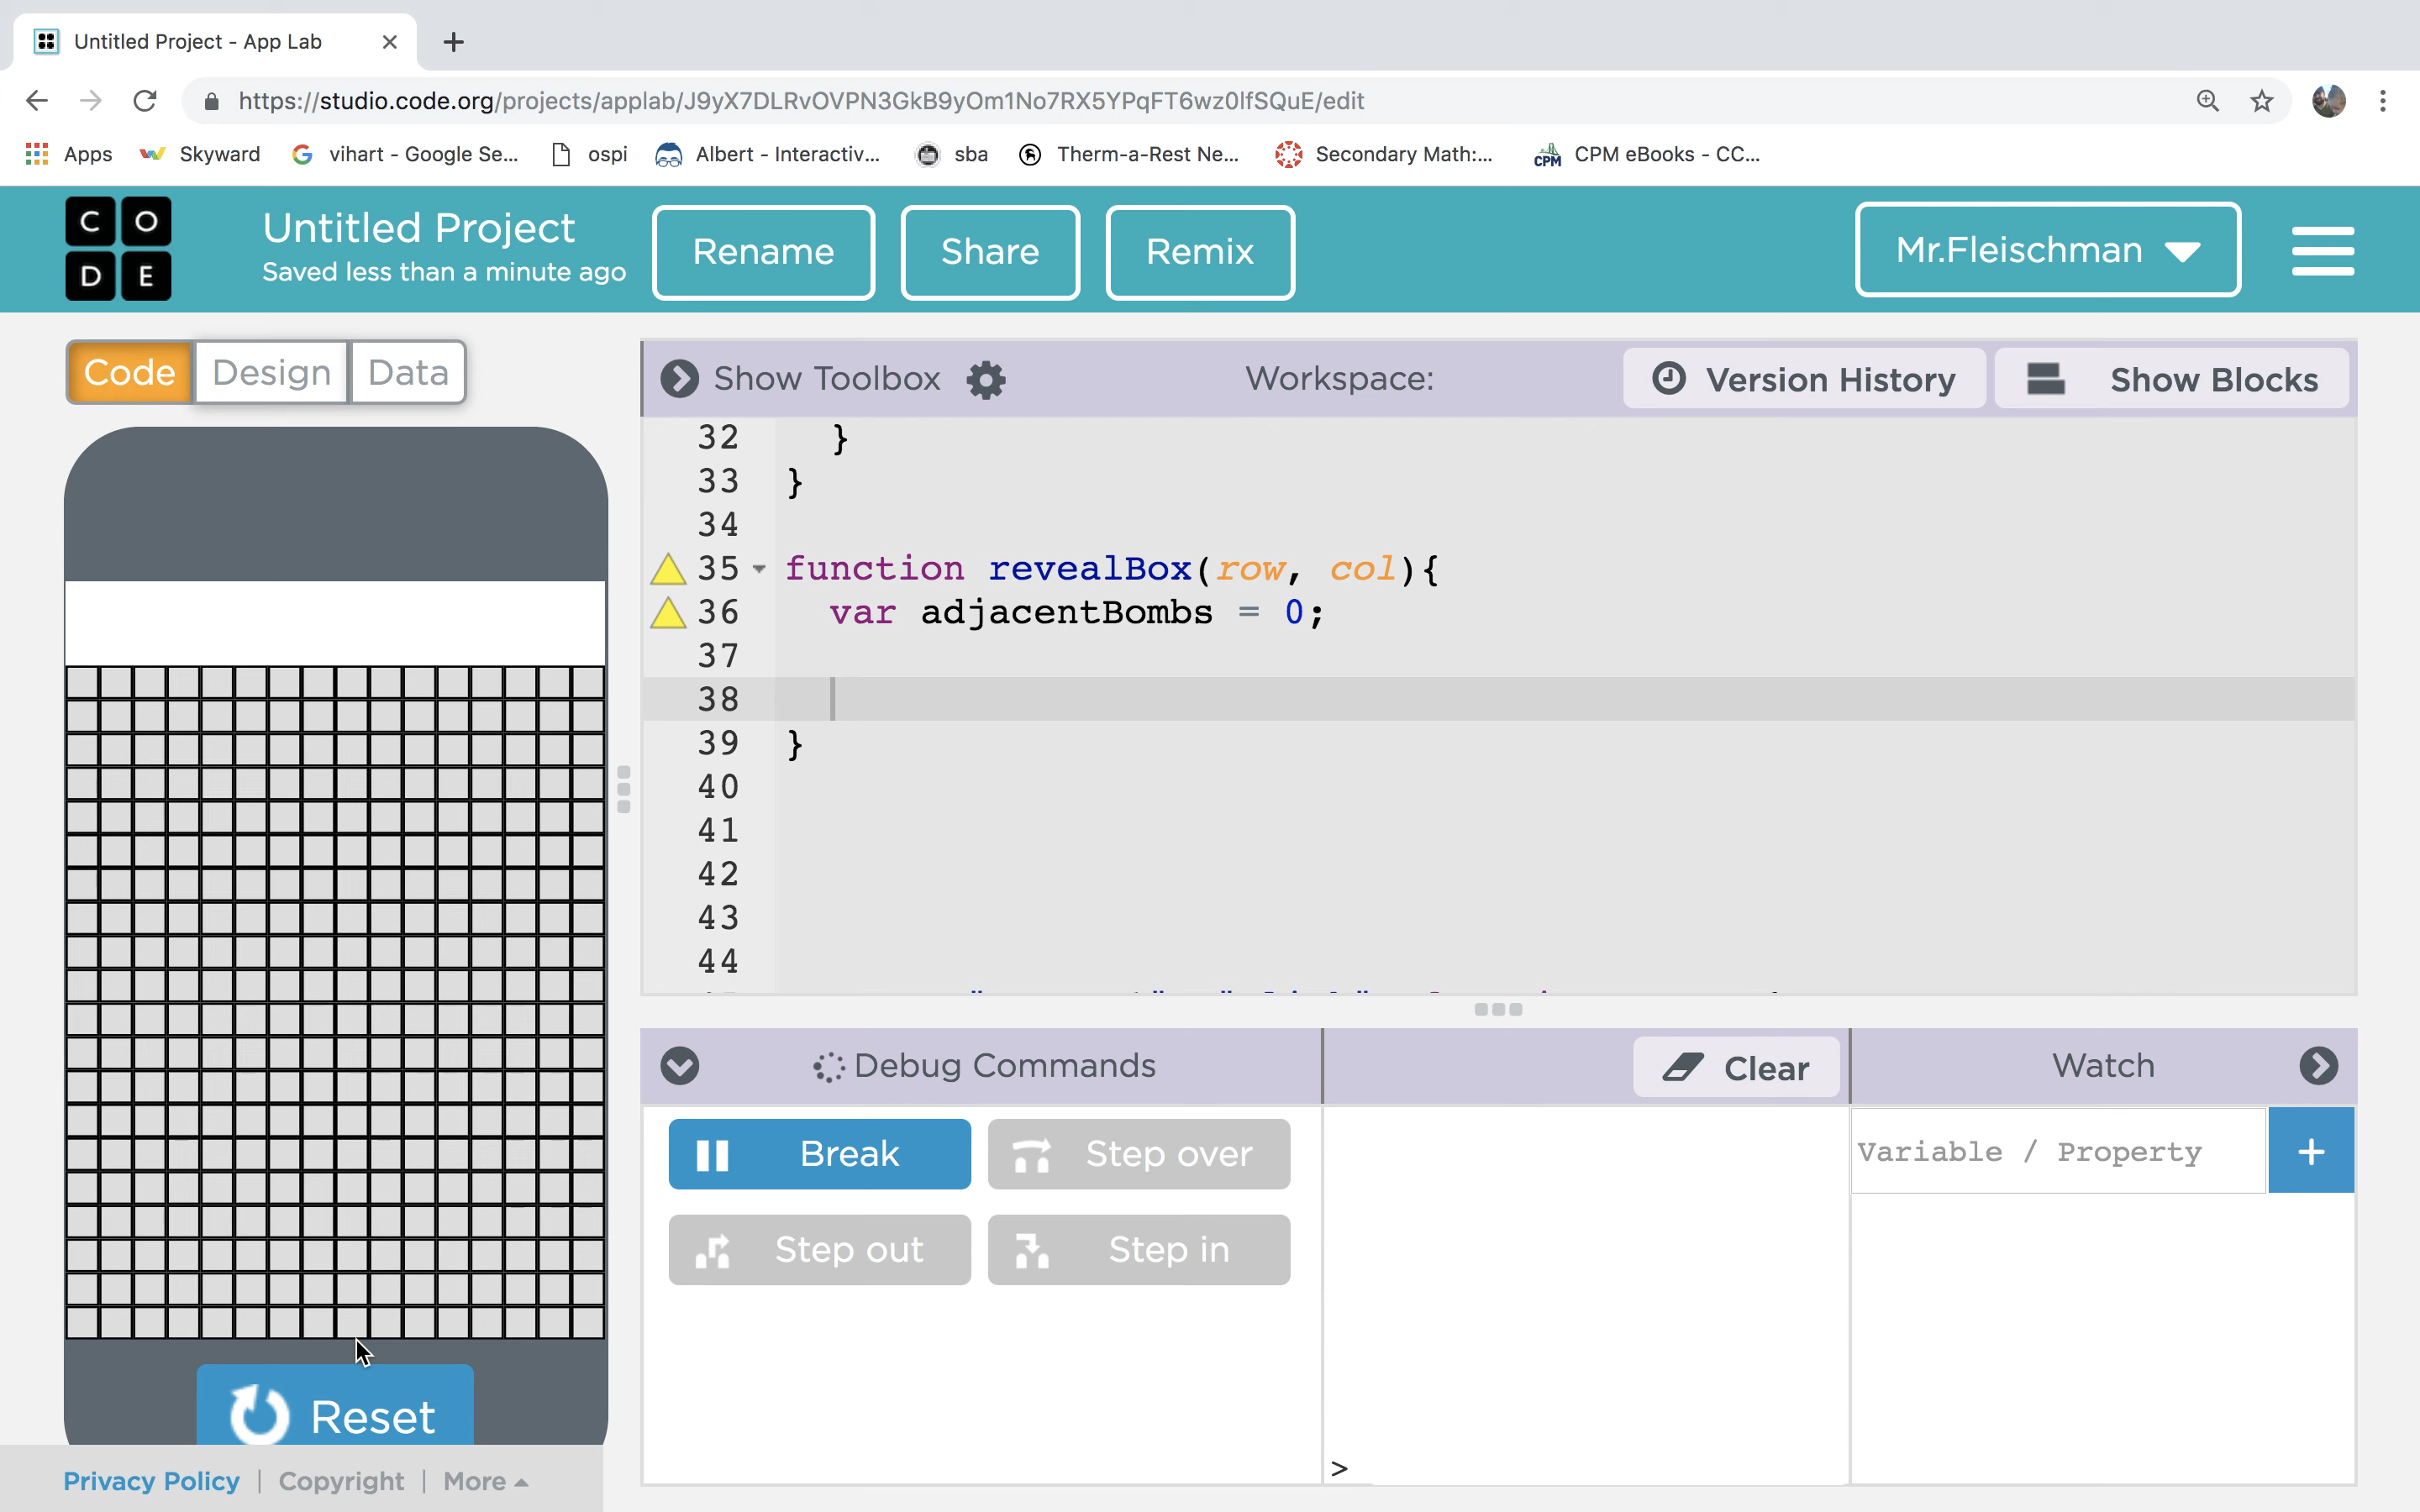 Untitled Project - App Lab
https://studio.code.org/projects/applab/J9yX7DLRvOVPN3GkB9yOm1No7RX5YPqFT6wz0lfSQuE/edit
Apps Skyward vihart - Google Se... ospi Albert - Interactiv... sba Therm-a-Rest Ne... Secondary Math:... CPM CPM eBooks - CC...
C O
D E
Untitled Project
Saved less than a minute ago
Rename Share Remix Mr.Fleischman
Code Design Data
Show Toolbox Workspace: Version History Show Blocks
32 }
33 }
34
35 function revealBox(row, col){
36 var adjacentBombs = 0;
37
38
39 }
40
41
42
43
44
Debug Commands Clear Watch
Break Step over
Variable / Property +
Step out Step in
Reset
>
Privacy Policy | Copyright | More